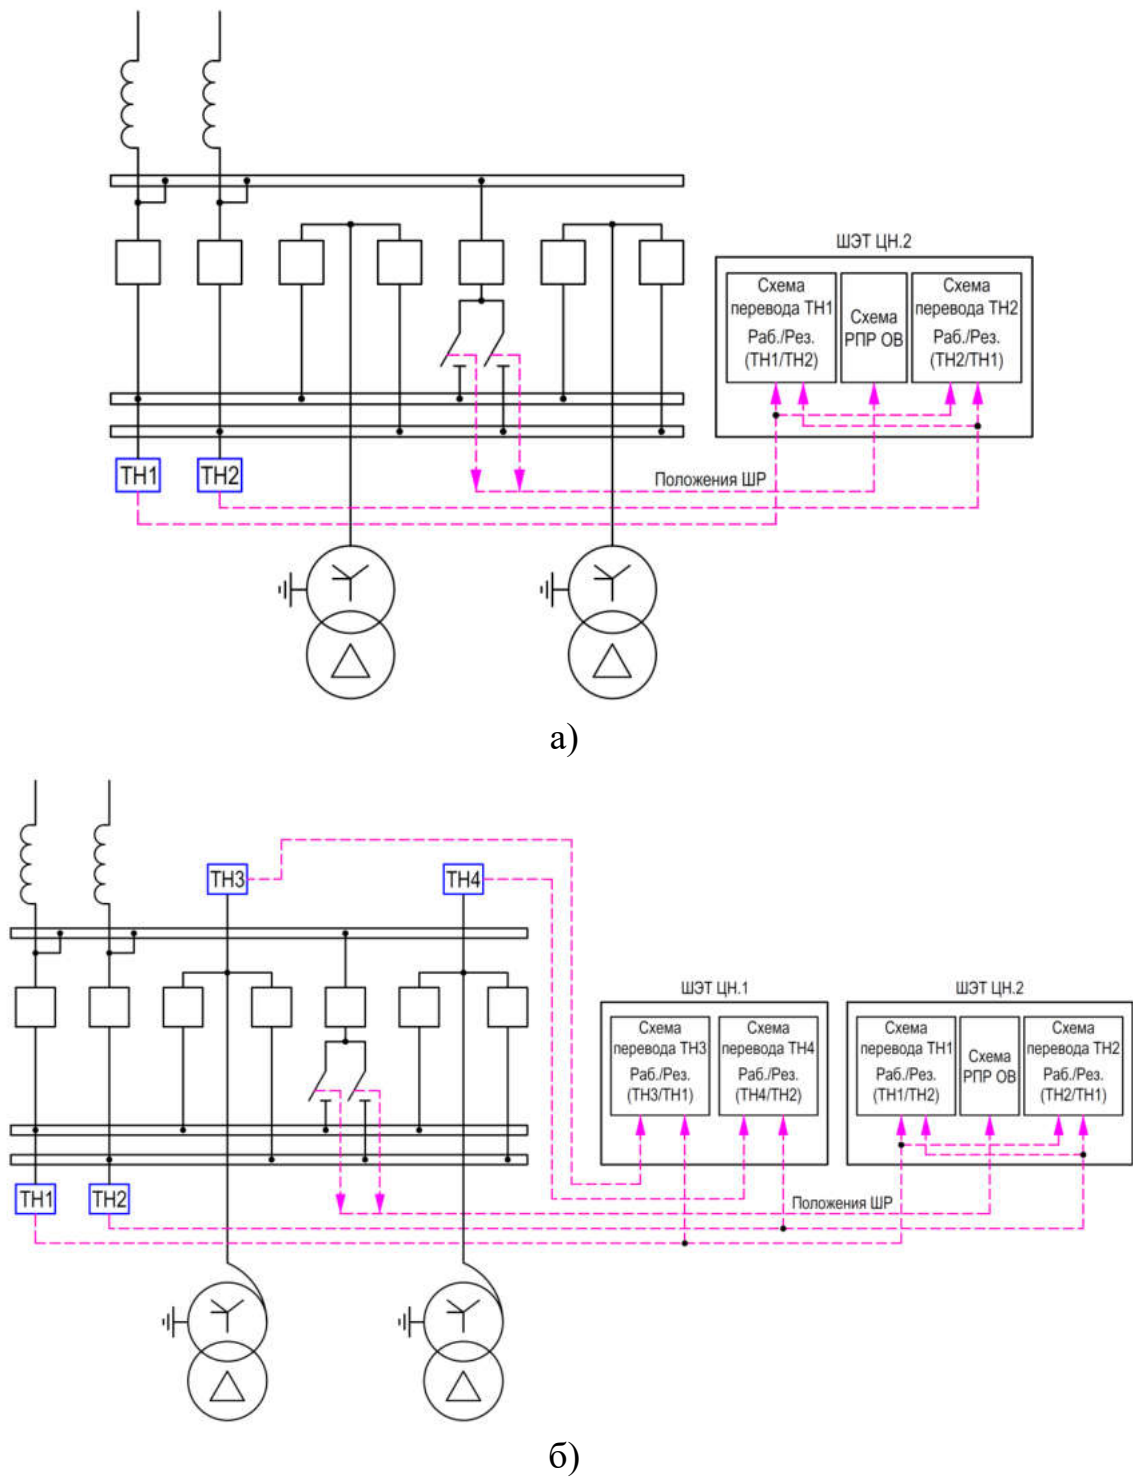 ШЭТ ЦН.2
Схема
перевода ТН1
Раб./Рез.
(ТН1/ТН2)
Схема
РПР ОВ
Схема
перевода ТН2
Раб./Рез.
(ТН2/ТН1)
ТН1
ТН2
Положения ШР
а)
ТН3
ТН4
ШЭТ ЦН.1
ШЭТ ЦН.2
Схема
перевода ТН3
Раб./Рез.
(ТН3/ТН1)
Схема
перевода ТН4
Раб./Рез.
(ТН4/ТН2)
Схема
перевода ТН1
Раб./Рез.
(ТН1/ТН2)
Схема
РПР ОВ
Схема
перевода ТН2
Раб./Рез.
(ТН2/ТН1)
ТН1
ТН2
Положения ШР
б)